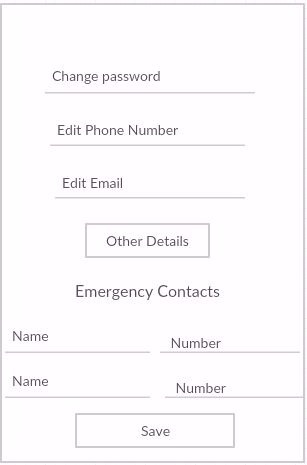 Change password
Edit Phone Number
Edit Email
Other Details
Emergency Contacts
Name Number
Name Number
Save